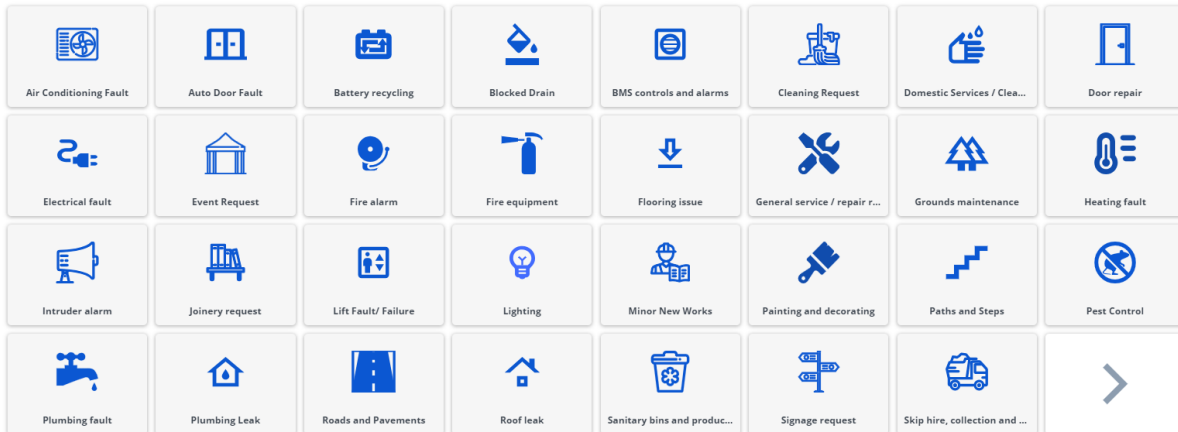 Air Conditioning Fault
Auto Door Fault
Battery recycling
Blocked Drain
BMS controls and alarms
Cleaning Request
Domestic Services / Clea...
Door repair
Electrical fault
Event Request
Fire alarm
Fire equipment
Flooring issue
General service / repair r...
Grounds maintenance
Heating fault
Intruder alarm
Joinery request
Lift Fault/ Failure
Lighting
Minor New Works
Painting and decorating
Paths and Steps
Pest Control
Plumbing fault
Plumbing Leak
Roads and Pavements
Roof leak
Sanitary bins and produc...
Signage request
Skip hire, collection and ...